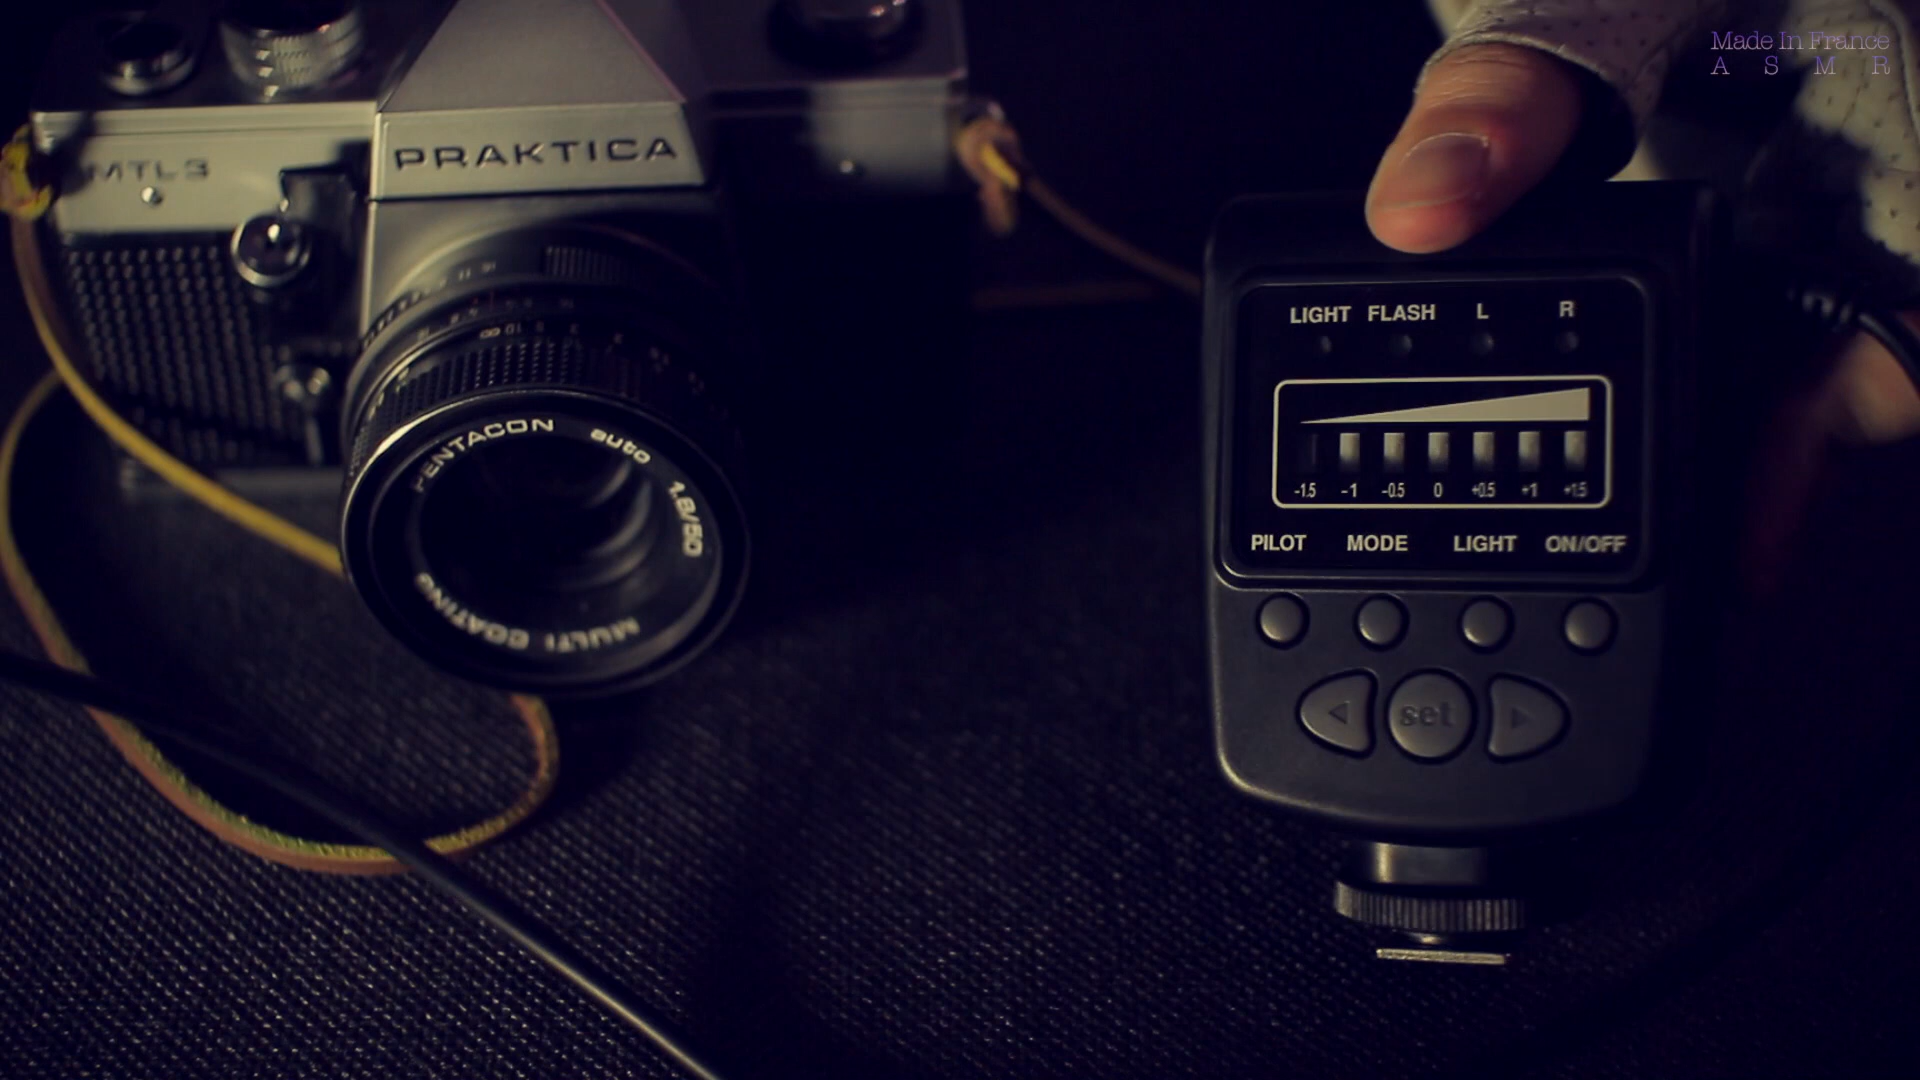 Made In France
A S M R
PRAKTICA
MTL3
PENTACON auto 1.8/50
MULTI COATING
LIGHT FLASH L R
-1.5 -1 -0.5 0 +0.5 +1 +1.5
PILOT MODE LIGHT ON/OFF
set